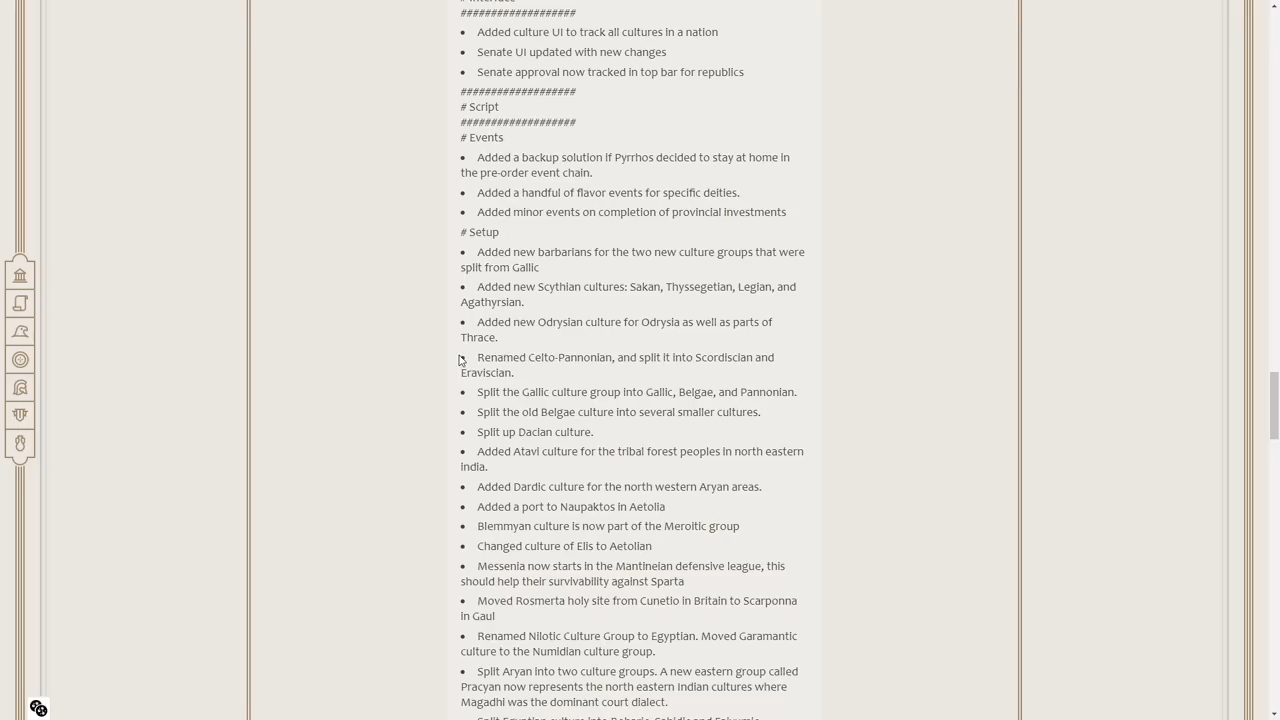 ###################
• Added culture UI to track all cultures in a nation
• Senate UI updated with new changes
• Senate approval now tracked in top bar for republics
###################
# Script
###################
# Events
• Added a backup solution if Pyrrhos decided to stay at home in
the pre-order event chain.
• Added a handful of flavor events for specific deities.
• Added minor events on completion of provincial investments
# Setup
• Added new barbarians for the two new culture groups that were
split from Gallic
• Added new Scythian cultures: Sakan, Thyssegetian, Legian, and
Agathyrsian.
• Added new Odrysian culture for Odrysia as well as parts of
Thrace.
• Renamed Celto-Pannonian, and split it into Scordiscian and
Eraviscian.
• Split the Gallic culture group into Gallic, Belgae, and Pannonian.
• Split the old Belgae culture into several smaller cultures.
• Split up Dacian culture.
• Added Atavi culture for the tribal forest peoples in north eastern
india.
• Added Dardic culture for the north western Aryan areas.
• Added a port to Naupaktos in Aetolia
• Blemmyan culture is now part of the Meroitic group
• Changed culture of Elis to Aetolian
• Messenia now starts in the Mantineian defensive league, this
should help their survivability against Sparta
• Moved Rosmerta holy site from Cunetio in Britain to Scarponna
in Gaul
• Renamed Nilotic Culture Group to Egyptian. Moved Garamantic
culture to the Numidian culture group.
• Split Aryan into two culture groups. A new eastern group called
Pracyan now represents the north eastern Indian cultures where
Magadhi was the dominant court dialect.